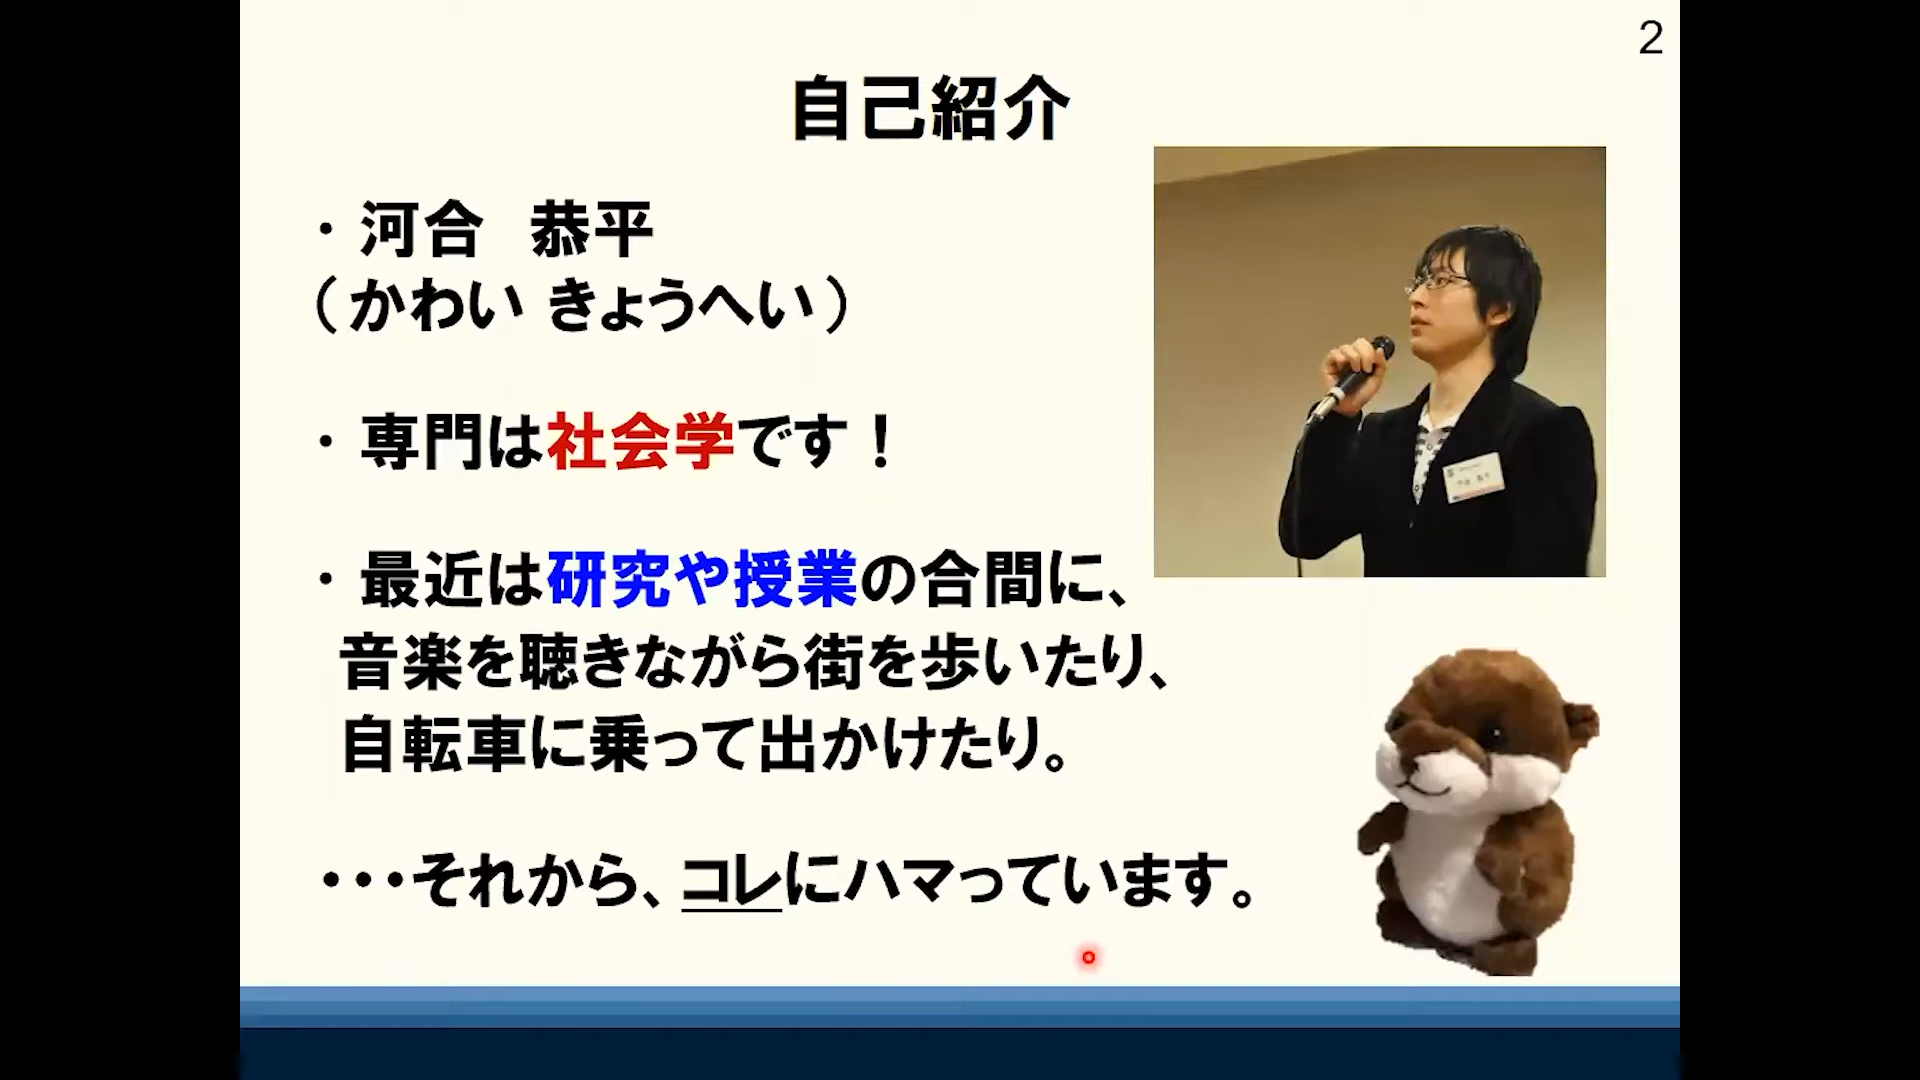 2
自己紹介
・河合　恭平
（かわい きょうへい）
・専門は社会学です！
・最近は研究や授業の合間に、
音楽を聴きながら街を歩いたり、
自転車に乗って出かけたり。
・・・それから、コレにハマっています。